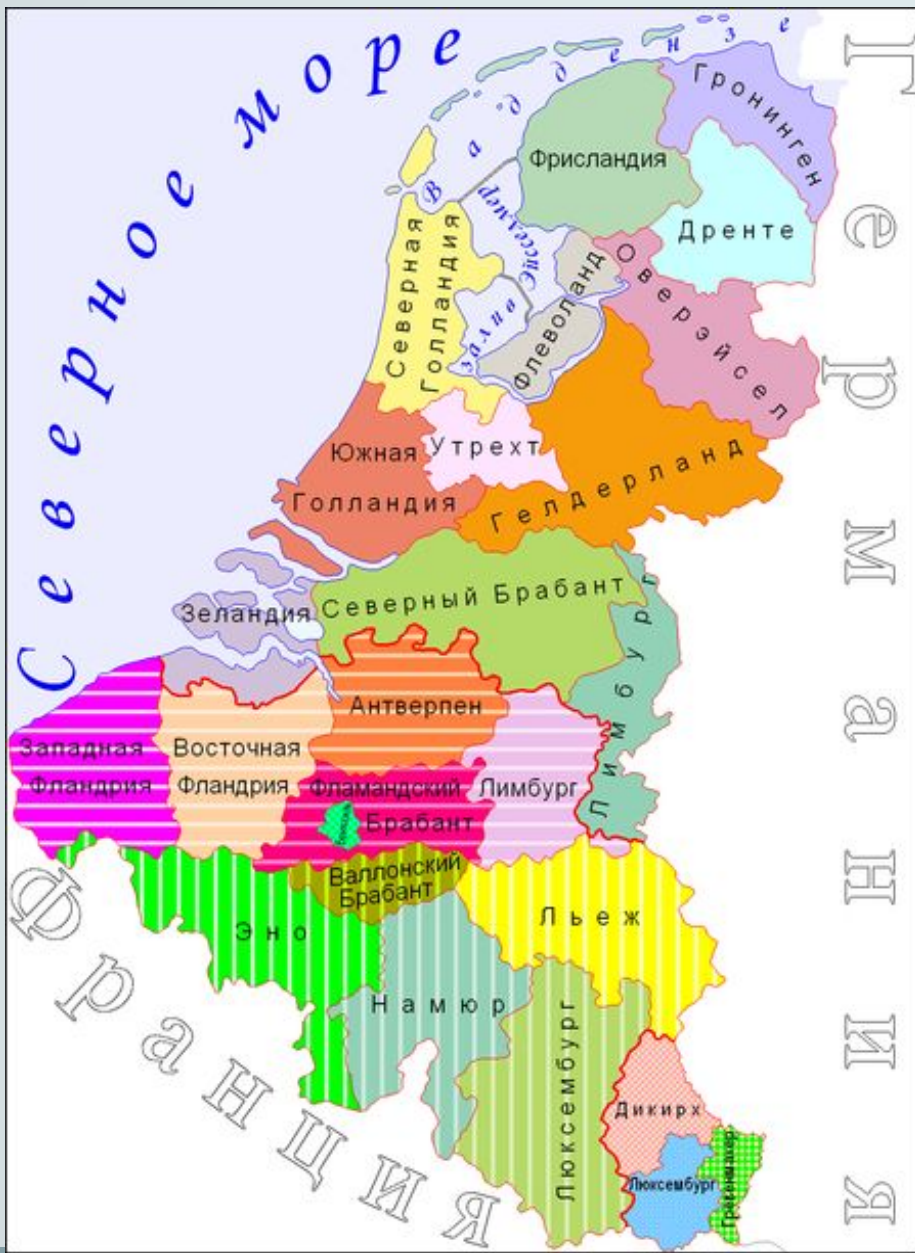 Северное море
Ваддензе
Германия
Гронинген
Фрисландия
Дренте
Эйсселмер
залив
Северная
Голландия
Флеволанд
Оверэйсел
Южная
Голландия
Утрехт
Гелдерланд
Зеландия
Северный Брабант
Лимбург
Антверпен
Западная
Фландрия
Восточная
Фландрия
Фламандский
Брабант
Лимбург
Валлонский
Брабант
Эно
Льеж
Намюр
Люксембург
Франция
Дикирх
Люксембург
Гревенмахер